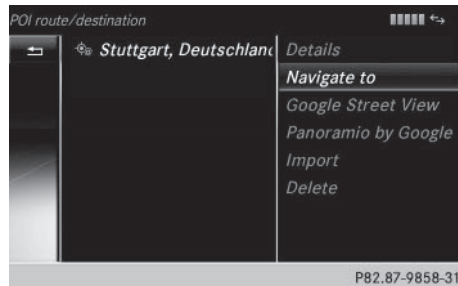 POI route/destination
Stuttgart, Deutschlan
Details
Navigate to
Google Street View
Panoramio by Google
Import
Delete
P82.87-9858-31